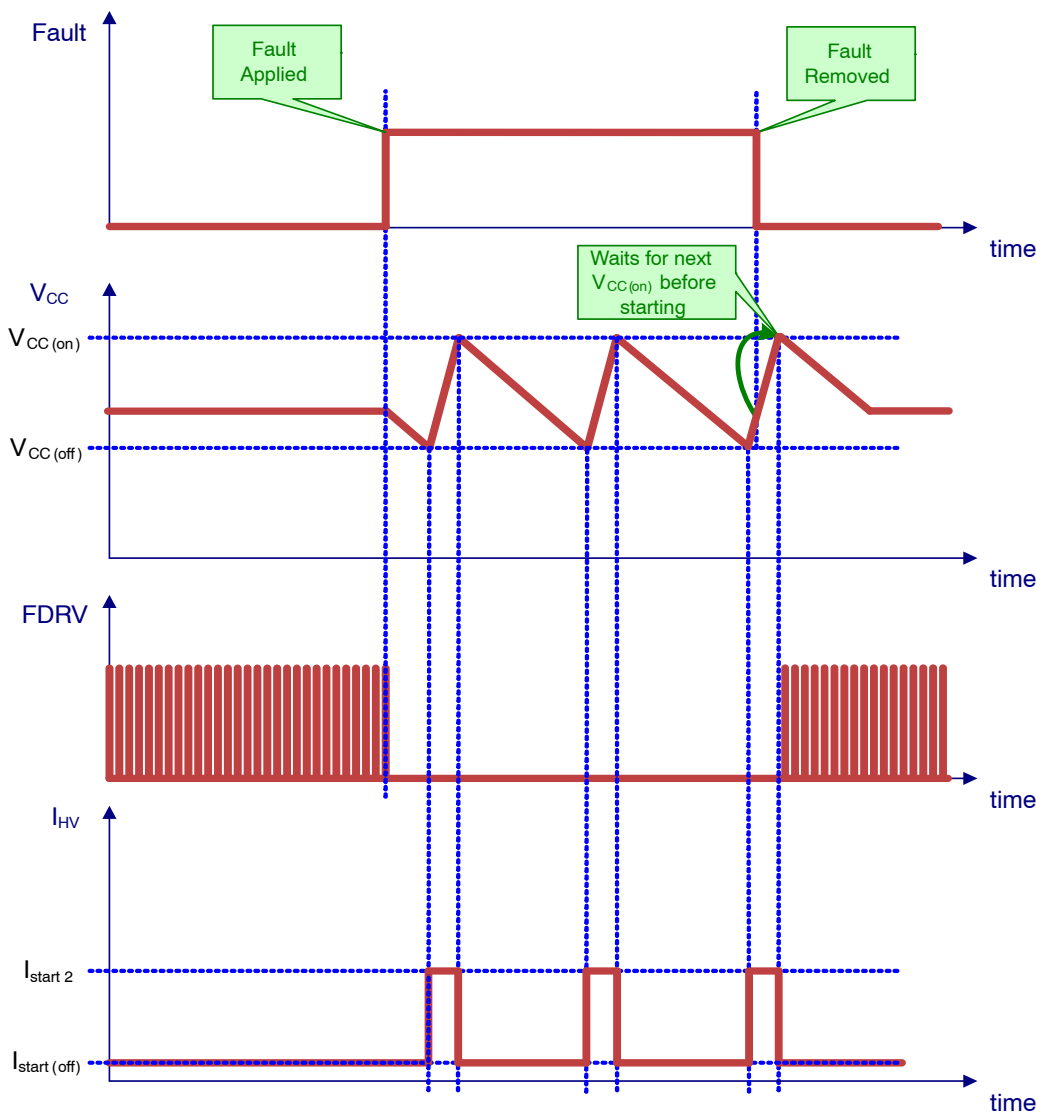 Fault
Fault
Applied
Fault
Removed
time
Waits for next
VCC(on) before
starting
VCC
VCC (on)
VCC (off)
time
FDRV
time
IHV
Istart 2
Istart (off)
time